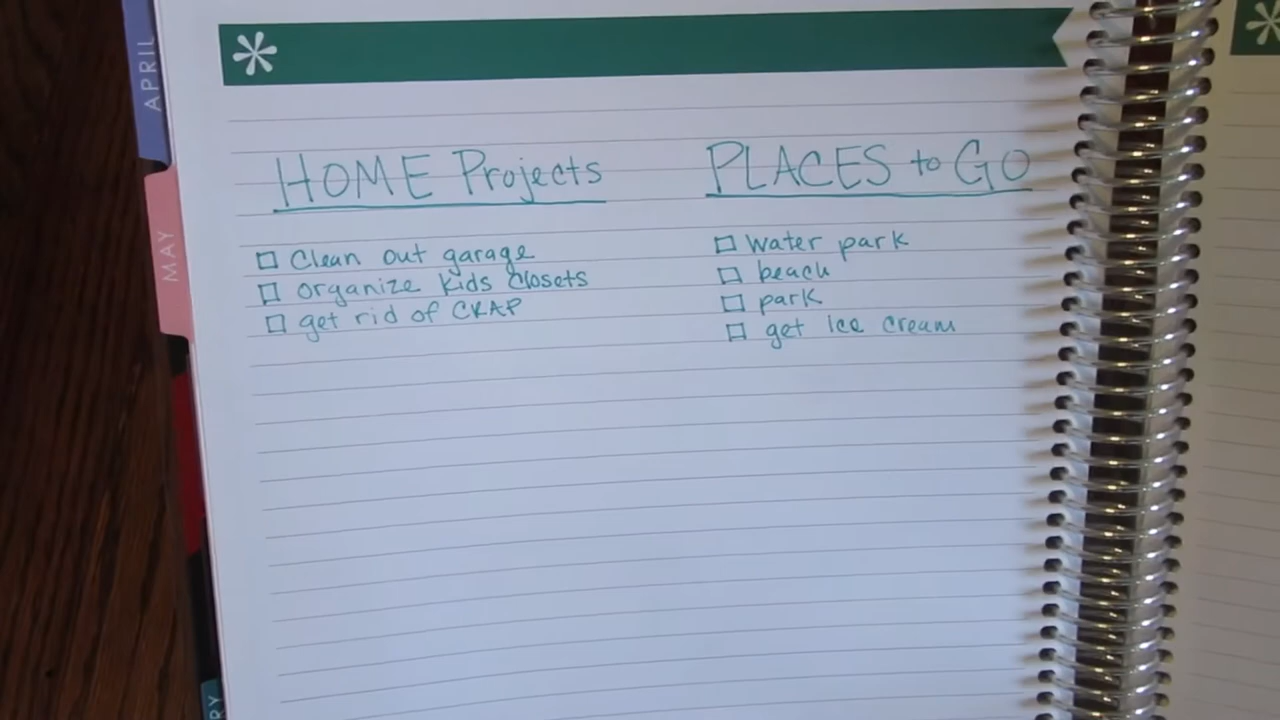 APRIL
MAY
HOME Projects
Clean out garage
organize kids closets
get rid of CRAP
PLACES to GO
water park
beach
park
get ice cream
RY